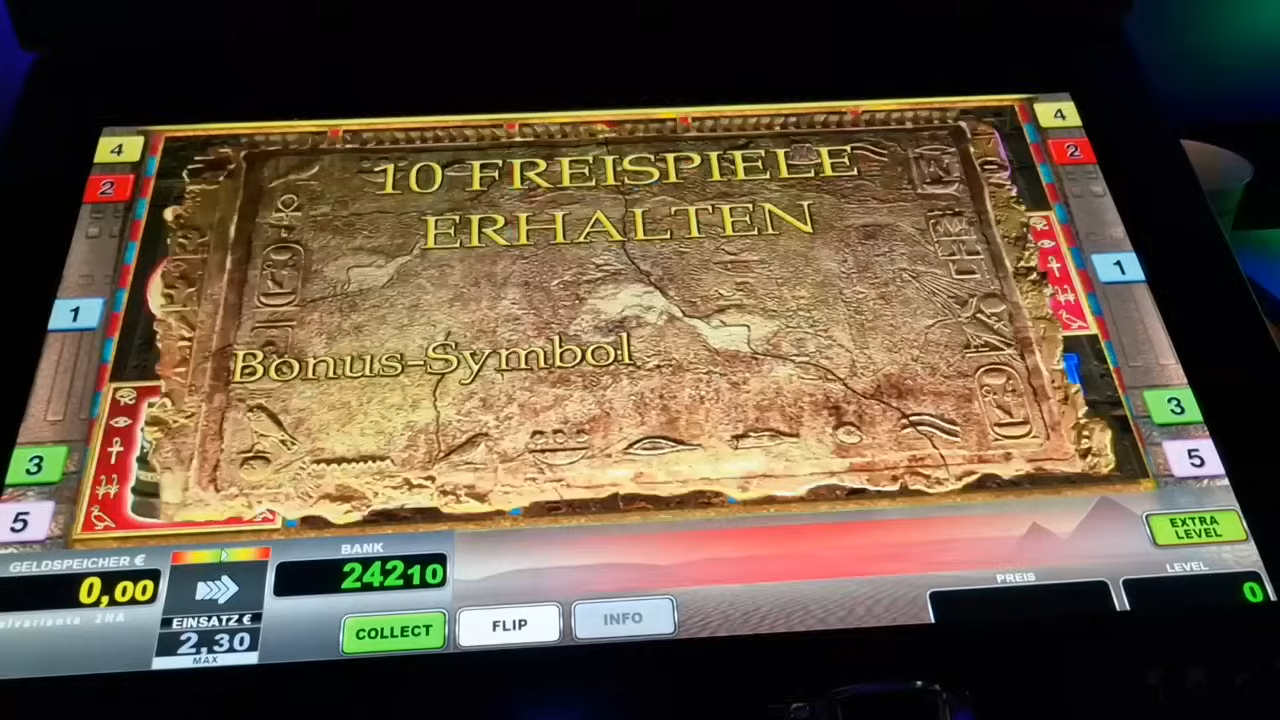 4
4
10 FREISPIELE
2
2
ERHALTEN
1
1
Bonus-Symbol
3
3
5
5
EXTRA
LEVEL
GELDSPEICHER €
BANK
0,00
24210
PREIS
LEVEL
0
EINSATZ €
2,30
MAX
COLLECT
FLIP
INFO